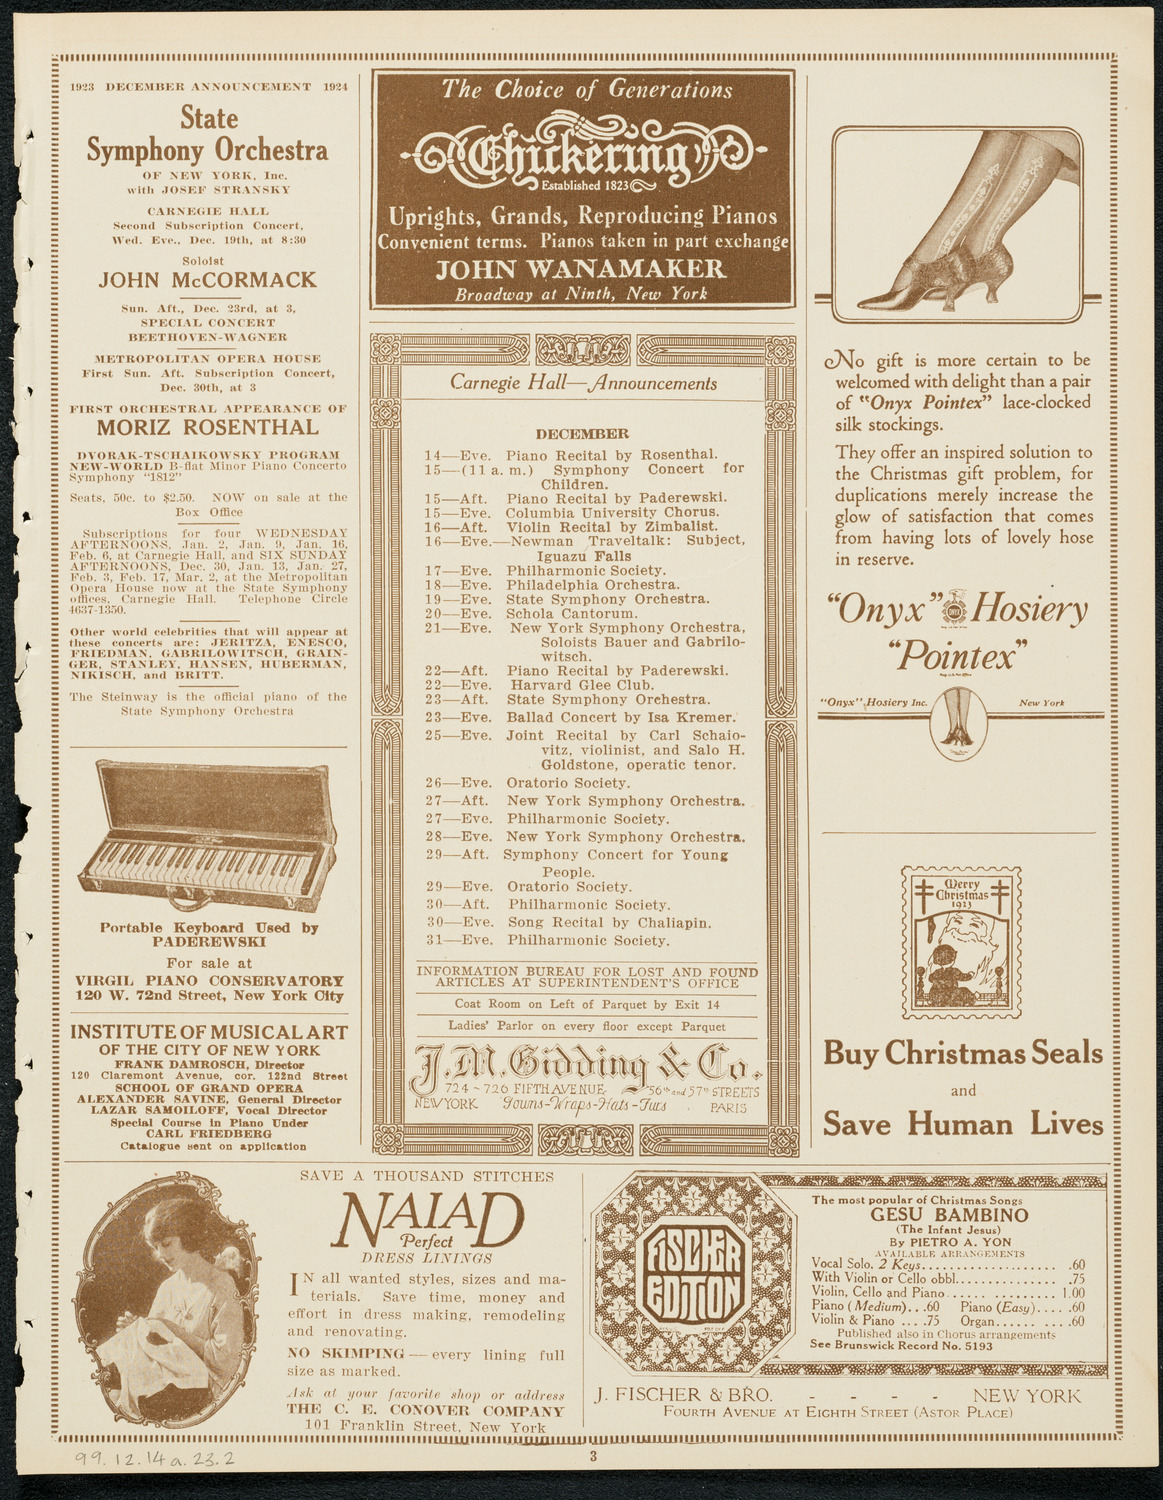 1923 DECEMBER ANNOUNCEMENT 1924
State
Symphony Orchestra
OF NEW YORK, Inc.
with JOSEF STRANSKY
CARNEGIE HALL
Second Subscription Concert,
Wed. Eve., Dec. 19th, at 8:30
Soloist
JOHN McCORMACK
Sun. Aft., Dec. 23rd, at 3,
SPECIAL CONCERT
BEETHOVEN-WAGNER
METROPOLITAN OPERA HOUSE
First Sun. Aft. Subscription Concert,
Dec. 30th, at 3
FIRST ORCHESTRAL APPEARANCE OF
MORIZ ROSENTHAL
DVORAK-TSCHAIKOWSKY PROGRAM
NEW-WORLD B-flat Minor Piano Concerto
Symphony "1812"
Seats, 50c. to $2.50. NOW on sale at the
Box Office
Subscriptions for four WEDNESDAY
AFTERNOONS, Jan. 2, Jan. 9, Jan. 16,
Feb. 6, at Carnegie Hall, and SIX SUNDAY
AFTERNOONS, Dec. 30, Jan. 13, Jan. 27,
Feb. 3, Feb. 17, Mar. 2, at the Metropolitan
Opera House now at the State Symphony
offices, Carnegie Hall. Telephone Circle
4637-1350.
Other world celebrities that will appear at
these concerts are: JERITZA, ENESCO,
FRIEDMAN, GABRILOWITSCH, GRAIN-
GER, STANLEY, HANSEN, HUBERMAN,
NIKISCH, and BRITT.
The Steinway is the official piano of the
State Symphony Orchestra
Portable Keyboard Used by
PADEREWSKI
For sale at
VIRGIL PIANO CONSERVATORY
120 W. 72nd Street, New York City
INSTITUTE OF MUSICAL ART
OF THE CITY OF NEW YORK
FRANK DAMROSCH, Director
120 Claremont Avenue, cor. 122nd Street
SCHOOL OF GRAND OPERA
ALEXANDER SAVINE, General Director
LAZAR SAMOILOFF, Vocal Director
Special Course in Piano Under
CARL FRIEDBERG
Catalogue sent on application
The Choice of Generations
Chickering
Established 1823
Uprights, Grands, Reproducing Pianos
Convenient terms. Pianos taken in part exchange
JOHN WANAMAKER
Broadway at Ninth, New York
Carnegie Hall—Announcements
DECEMBER
14—Eve. Piano Recital by Rosenthal.
15—(11 a. m.) Symphony Concert for
Children.
15—Aft. Piano Recital by Paderewski.
15—Eve. Columbia University Chorus.
16—Aft. Violin Recital by Zimbalist.
16—Eve.—Newman Traveltalk: Subject,
Iguazu Falls
17—Eve. Philharmonic Society.
18—Eve. Philadelphia Orchestra.
19—Eve. State Symphony Orchestra.
20—Eve. Schola Cantorum.
21—Eve. New York Symphony Orchestra,
Soloists Bauer and Gabrilo-
witsch.
22—Aft. Piano Recital by Paderewski.
22—Eve. Harvard Glee Club.
23—Aft. State Symphony Orchestra.
23—Eve. Ballad Concert by Isa Kremer.
25—Eve. Joint Recital by Carl Schaio-
vitz, violinist, and Salo H.
Goldstone, operatic tenor.
26—Eve. Oratorio Society.
27—Aft. New York Symphony Orchestra.
27—Eve. Philharmonic Society.
28—Eve. New York Symphony Orchestra.
29—Aft. Symphony Concert for Young
People.
29—Eve. Oratorio Society.
30—Aft. Philharmonic Society.
30—Eve. Song Recital by Chaliapin.
31—Eve. Philharmonic Society.
INFORMATION BUREAU FOR LOST AND FOUND
ARTICLES AT SUPERINTENDENT'S OFFICE
Coat Room on Left of Parquet by Exit 14
Ladies' Parlor on every floor except Parquet
J. M. Gidding & Co.
724 ~ 726 FIFTH AVENUE 56th and 57th STREETS
NEW YORK Gowns-Wraps-Hats-Furs PARIS
No gift is more certain to be
welcomed with delight than a pair
of "Onyx Pointex" lace-clocked
silk stockings.
They offer an inspired solution to
the Christmas gift problem, for
duplications merely increase the
glow of satisfaction that comes
from having lots of lovely hose
in reserve.
"Onyx" Hosiery
"Pointex"
"Onyx" Hosiery Inc. New York
Merry
Christmas
1923
Buy Christmas Seals
and
Save Human Lives
SAVE A THOUSAND STITCHES
NAIAD
Perfect
DRESS LININGS
IN all wanted styles, sizes and ma-
terials. Save time, money and
effort in dress making, remodeling
and renovating.
NO SKIMPING—every lining full
size as marked.
Ask at your favorite shop or address
THE C. E. CONOVER COMPANY
101 Franklin Street, New York
FISCHER
EDITION
The most popular of Christmas Songs
GESU BAMBINO
(The Infant Jesus)
By PIETRO A. YON
AVAILABLE ARRANGEMENTS
Vocal Solo. 2 Keys.................... .60
With Violin or Cello obbl............... .75
Violin, Cello and Piano...... ......... 1.00
Piano (Medium)... .60 Piano (Easy)..... .60
Violin & Piano .... .75 Organ...... .... .60
Published also in Chorus arrangements
See Brunswick Record No. 5193
J. FISCHER & BRO. - - - - NEW YORK
FOURTH AVENUE AT EIGHTH STREET (ASTOR PLACE)
3
99.12.14a.23.2